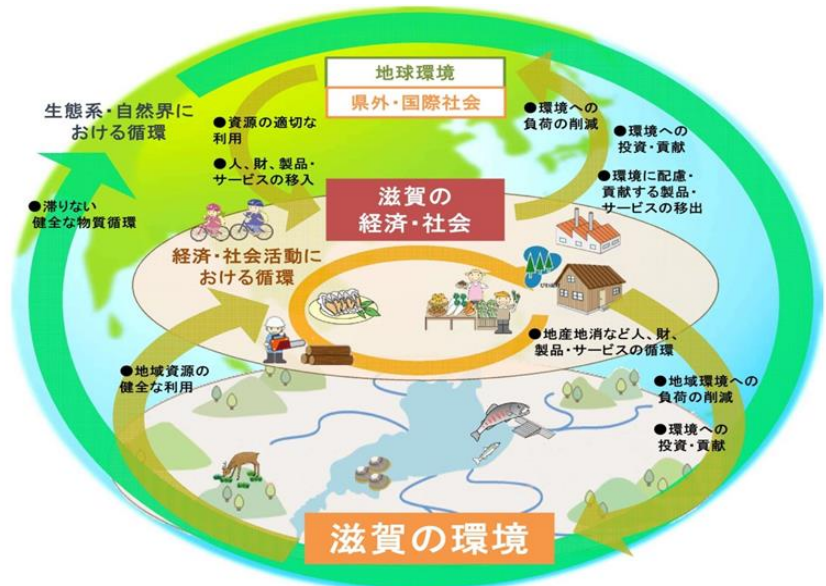 地球環境
県外・国際社会
生態系・自然界に
おける循環
●資源の適切な
利用
●人、財、製品・
サービスの移入
●環境への
負荷の削減
●環境への
投資・貢献
●環境に配慮・
貢献する製品・
サービスの移出
●滞りない
健全な物質循環
滋賀の
経済・社会
経済・社会活動に
おける循環
●地産地消など人、財、
製品・サービスの循環
●地域資源の
健全な利用
●地域環境への
負荷の削減
●環境への
投資・貢献
滋賀の環境